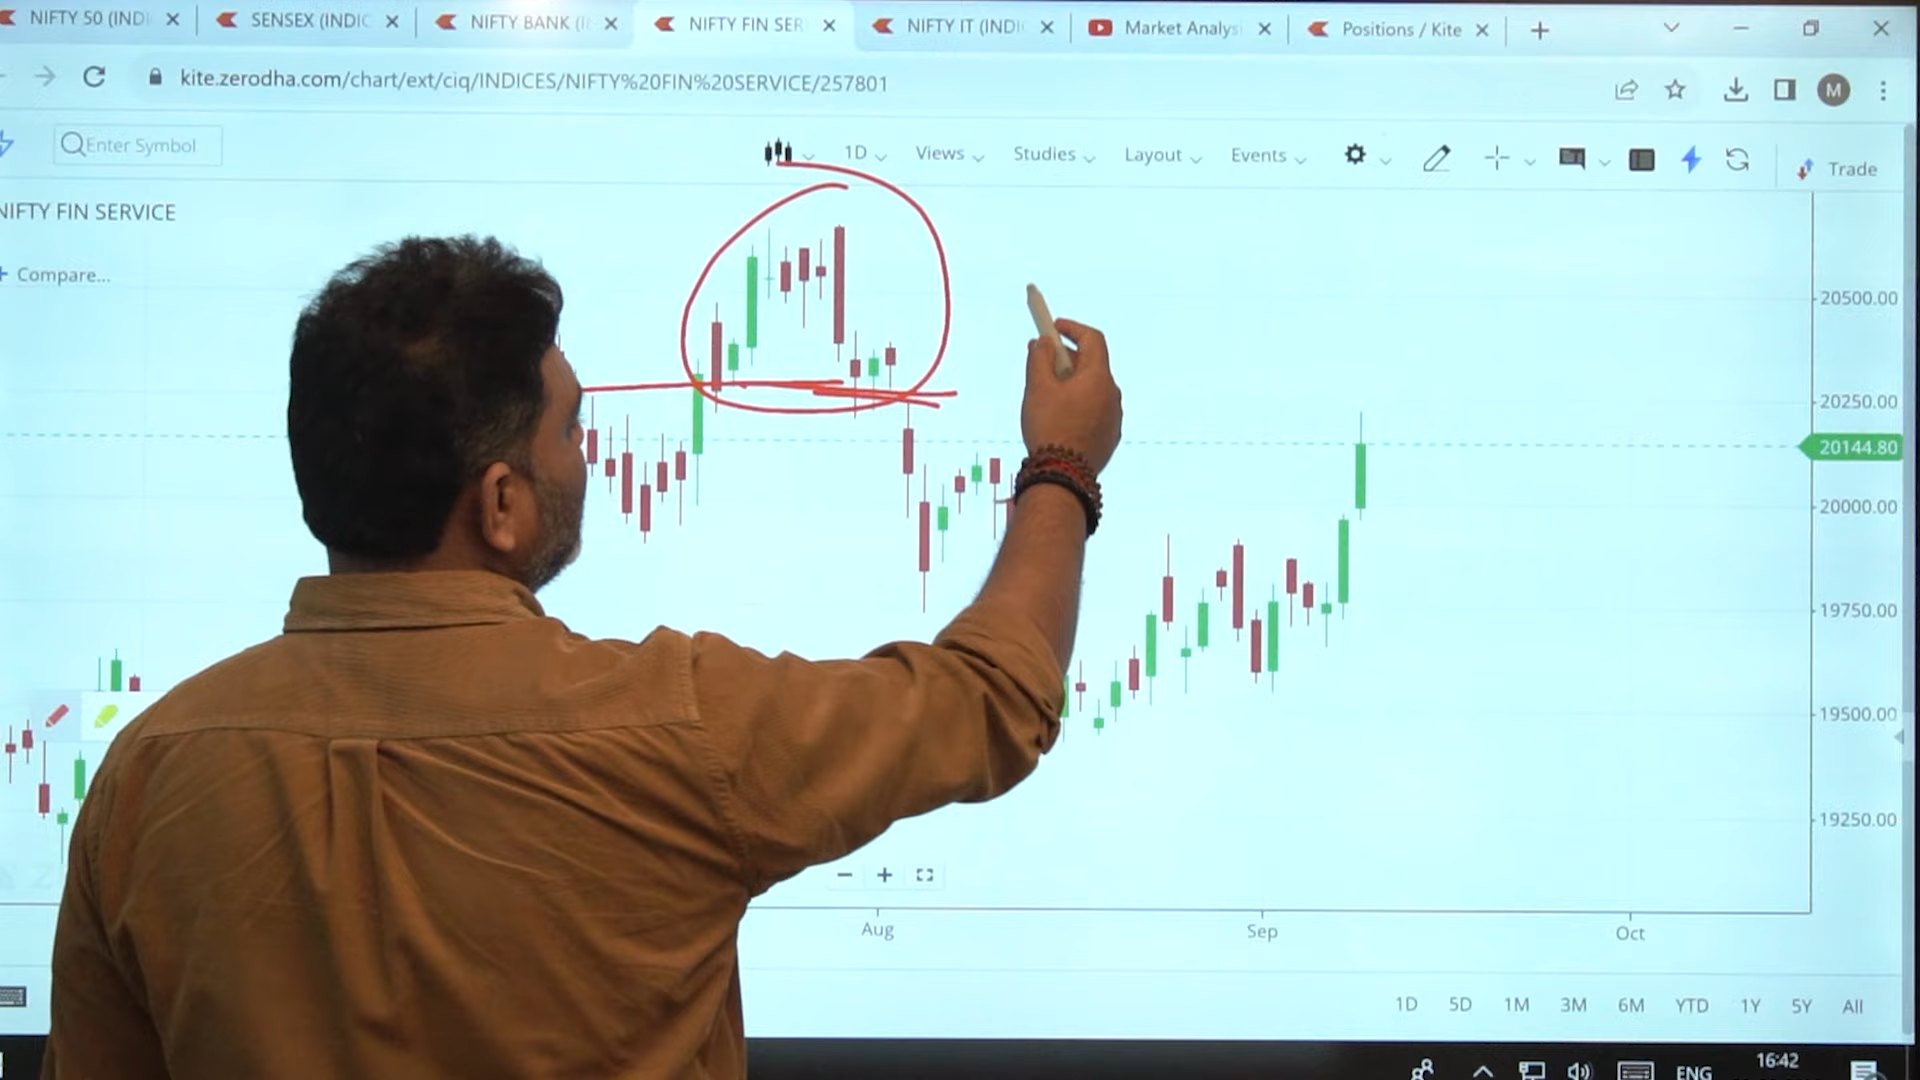 NIFTY 50 (INDI SENSEX (INDIC NIFTY BANK (I NIFTY FIN SER NIFTY IT (INDI Market Analys Positions / Kite
kite.zerodha.com/chart/ext/ciq/INDICES/NIFTY%20FIN%20SERVICE/257801
M
Enter Symbol 1D Views Studies Layout Events Trade
NIFTY FIN SERVICE
+ Compare...
20500.00
20250.00
20144.80
20000.00
19750.00
19500.00
19250.00
Aug Sep Oct
1D 5D 1M 3M 6M YTD 1Y 5Y All
ENG 16:42